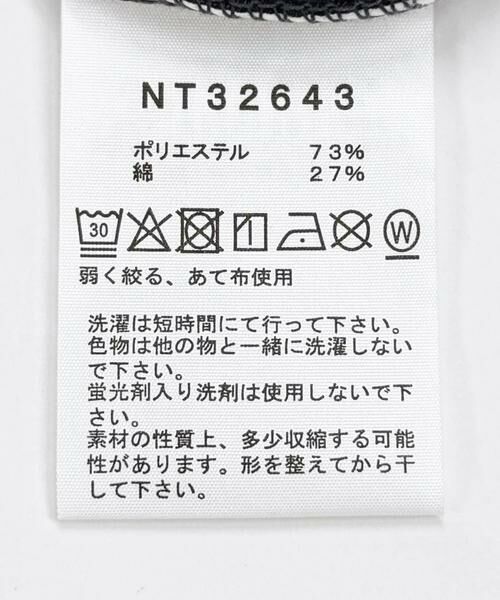 NT32643
ポリエステル 73%
綿 27%
30 W
弱く絞る、あて布使用
洗濯は短時間にて行って下さい。
色物は他の物と一緒に洗濯しない
で下さい。
蛍光剤入り洗剤は使用しないで下
さい。
素材の性質上、多少収縮する可能
性があります。形を整えてから干
して下さい。